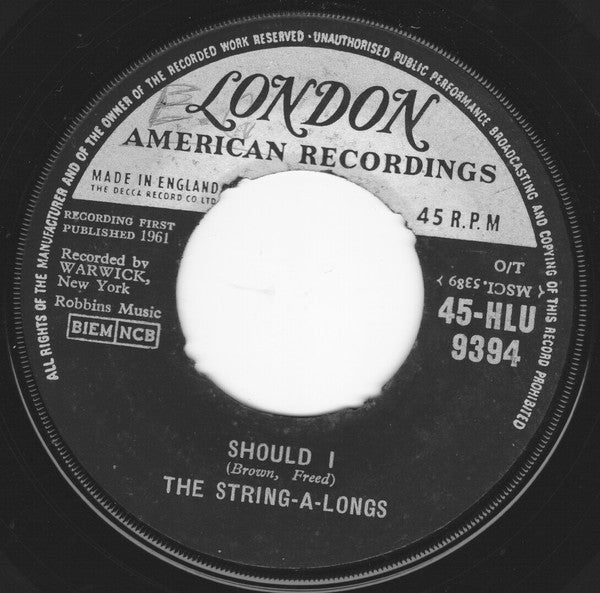 ALL RIGHTS OF THE MANUFACTURER AND OF THE OWNER OF THE RECORDED WORK RESERVED · UNAUTHORISED PUBLIC PERFORMANCE BROADCASTING AND COPYING OF THIS RECORD PROHIBITED
LONDON
AMERICAN RECORDINGS
MADE IN ENGLAND
THE DECCA RECORD CO LTD
45 R.P.M
RECORDING FIRST
PUBLISHED 1961
Recorded by
WARWICK,
New York
Robbins Music
BIEM NCB
O/T
( MSCI.5389 )
45-HLU
9394
SHOULD I
(Brown, Freed)
THE STRING-A-LONGS